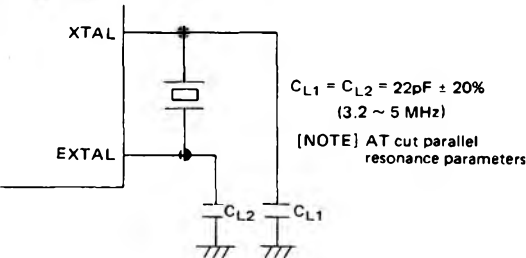 XTAL
C_L1 = C_L2 = 22pF ± 20%
(3.2 ~ 5 MHz)
[NOTE] AT cut parallel
resonance parameters
EXTAL
C_L2
C_L1